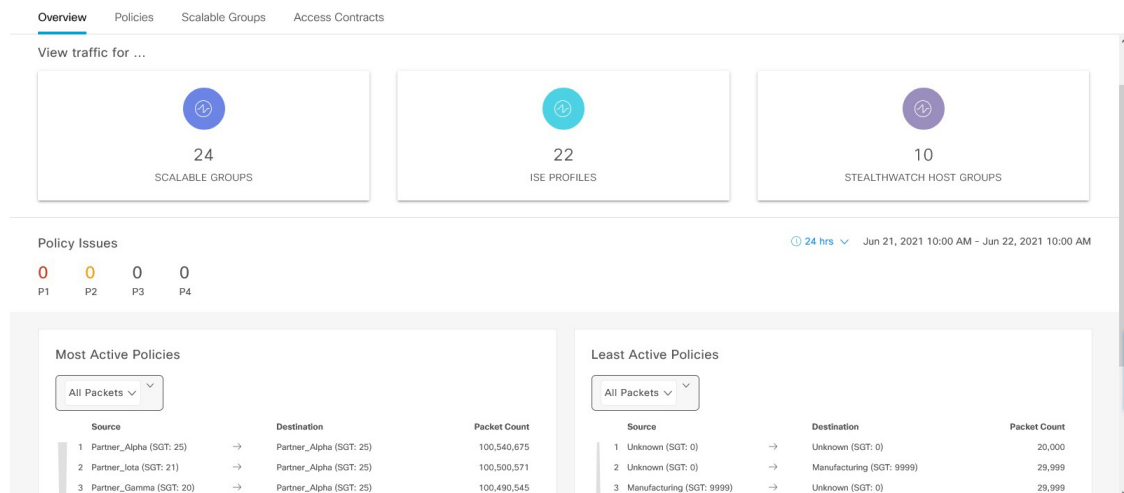 Overview Policies Scalable Groups Access Contracts
View traffic for ...
24
SCALABLE GROUPS
22
ISE PROFILES
10
STEALTHWATCH HOST GROUPS
Policy Issues
24 hrs Jun 21, 2021 10:00 AM - Jun 22, 2021 10:00 AM
0 0 0 0
P1 P2 P3 P4
Most Active Policies
All Packets
Source Destination Packet Count
1 Partner_Alpha (SGT: 25) → Partner_Alpha (SGT: 25) 100,540,675
2 Partner_Iota (SGT: 21) → Partner_Alpha (SGT: 25) 100,500,571
3 Partner_Gamma (SGT: 20) → Partner_Alpha (SGT: 25) 100,490,545
Least Active Policies
All Packets
Source Destination Packet Count
1 Unknown (SGT: 0) → Unknown (SGT: 0) 20,000
2 Unknown (SGT: 0) → Manufacturing (SGT: 9999) 29,999
3 Manufacturing (SGT: 9999) → Unknown (SGT: 0) 29,999